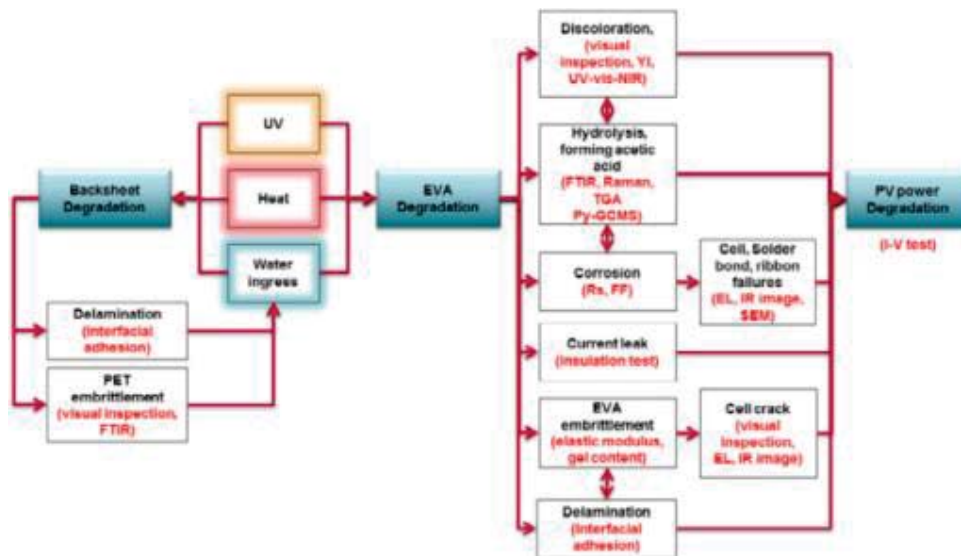 UV
Heat
Water
ingress
Backsheet
Degradation
Delamination
(Interfacial
adhesion)
PET
embrittlement
(visual inspection,
FTIR)
EVA
Degradation
Discoloration,
(visual
inspection, YI,
UV-vis-NIR)
Hydrolysis,
forming acetic
acid
(FTIR, Raman,
TGA
Py-GCMS)
Corrosion
(Rs, FF)
Cell, Solder
bond, ribbon
failures
(EL, IR image,
SEM)
Current leak
(insulation test)
EVA
embrittlement
(elastic modulus,
gel content)
Cell crack
(visual
inspection,
EL, IR image)
Delamination
(Interfacial
adhesion)
PV power
Degradation
(I-V test)